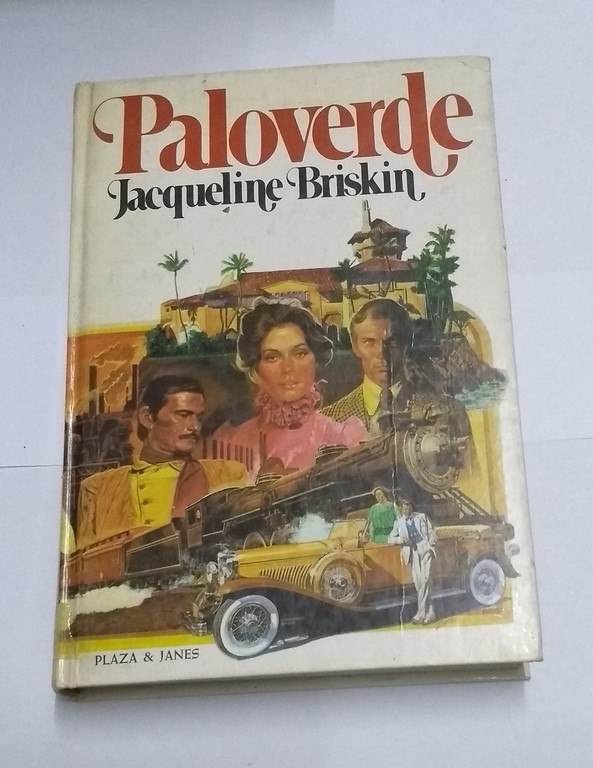 Paloverde
Jacqueline Briskin
PLAZA & JANES